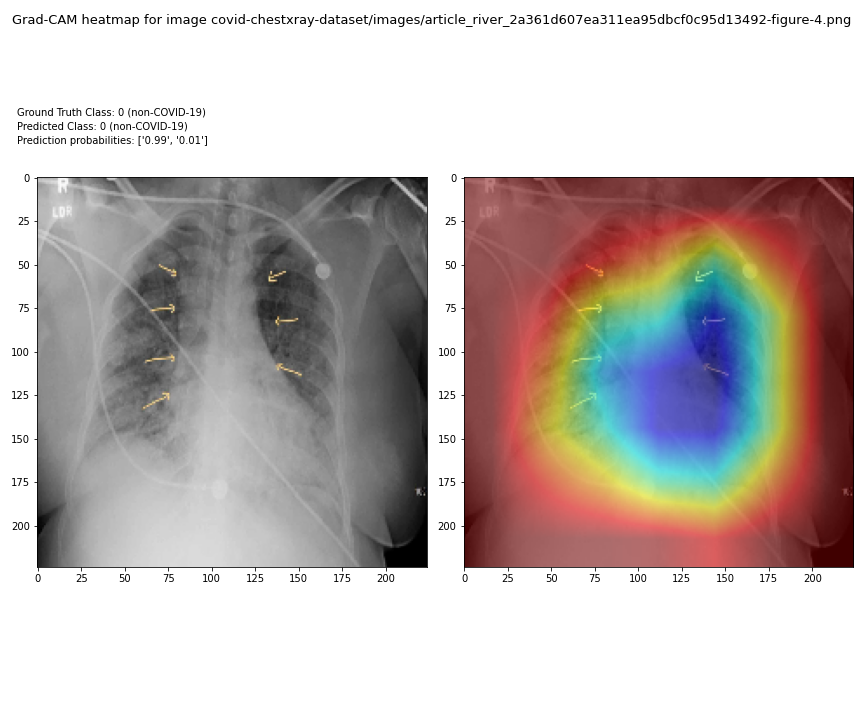 Grad-CAM heatmap for image covid-chestxray-dataset/images/article_river_2a361d607ea311ea95dbcf0c95d13492-figure-4.png
Ground Truth Class: 0 (non-COVID-19)
Predicted Class: 0 (non-COVID-19)
Prediction probabilities: ['0.99', '0.01']
0
25
50
75
100
125
150
175
200
0 25 50 75 100 125 150 175 200
R
LDR
0
25
50
75
100
125
150
175
200
0 25 50 75 100 125 150 175 200
R
LDR